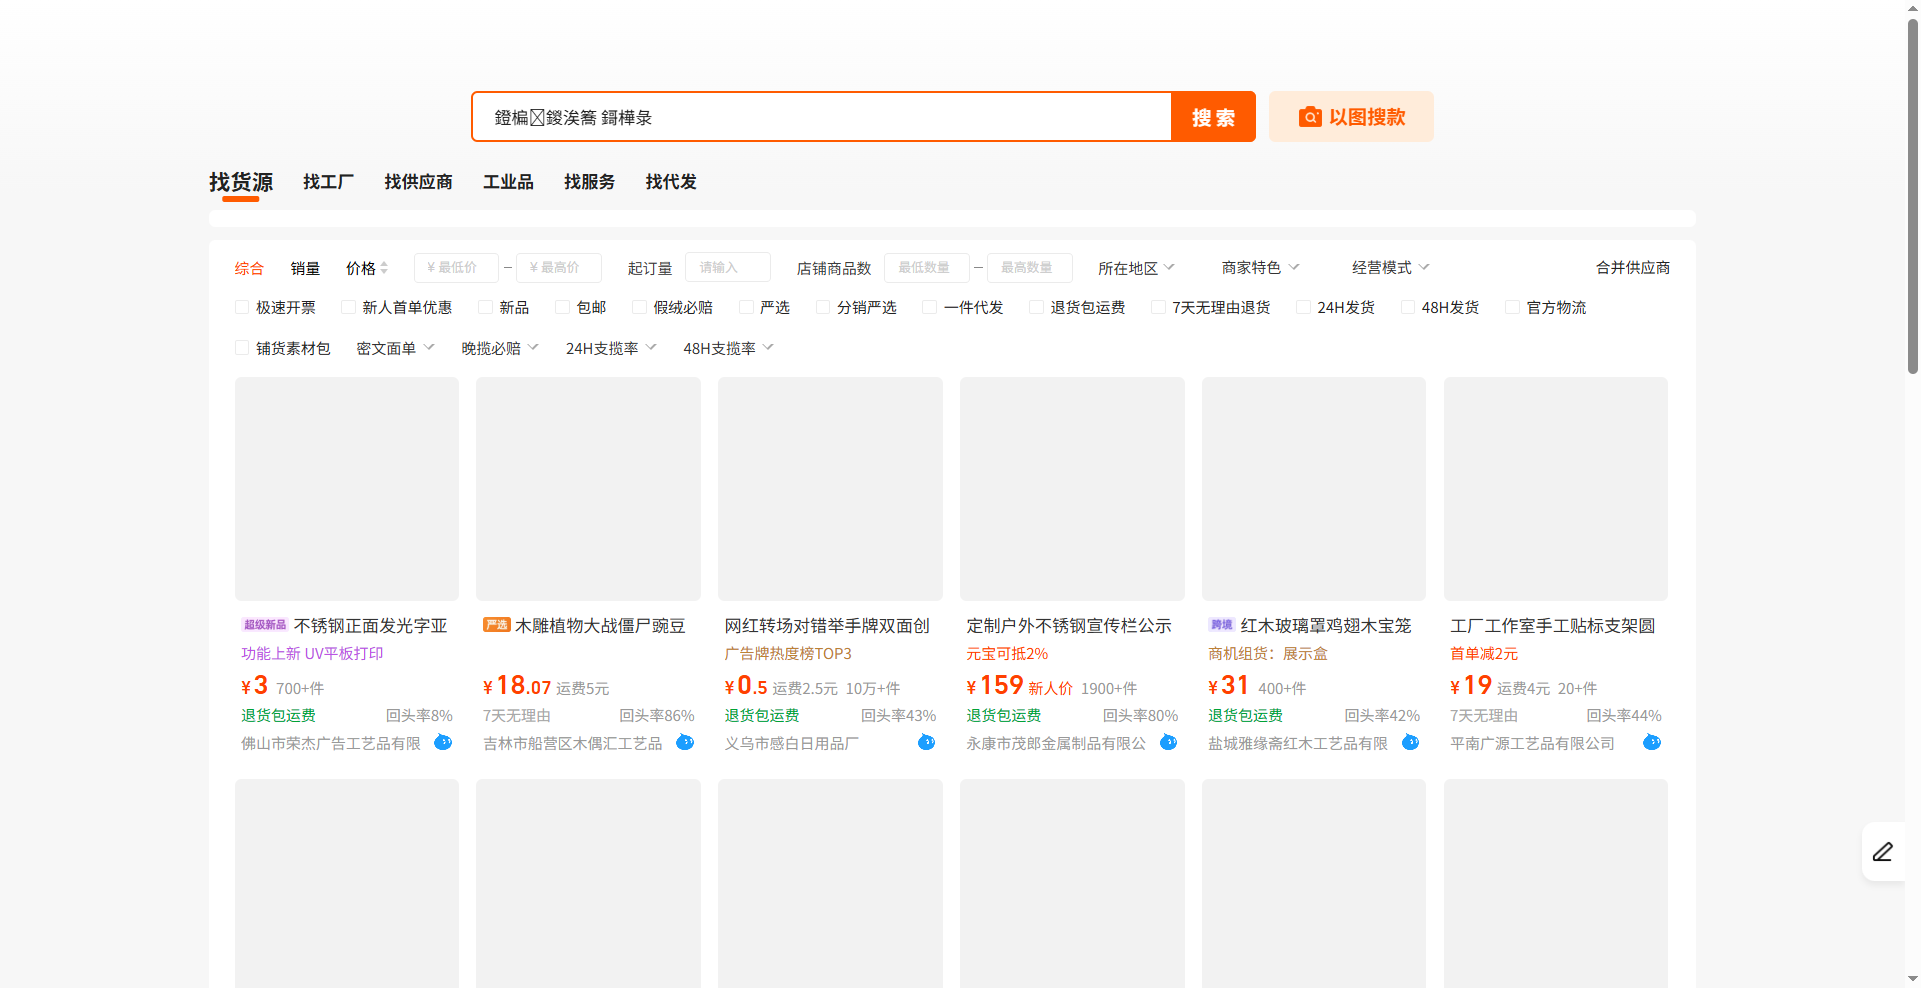 鐙楄鍐涘簥 鎶樺彔
搜 索
以图搜款
找货源 找工厂 找供应商 工业品 找服务 找代发
综合 销量 价格 ¥ 最低价 – ¥ 最高价 起订量 请输入 店铺商品数 最低数量 – 最高数量 所在地区 商家特色 经营模式 合并供应商
极速开票 新人首单优惠 新品 包邮 假绒必赔 严选 分销严选 一件代发 退货包运费 7天无理由退货 24H发货 48H发货 官方物流
铺货素材包 密文面单 晚揽必赔 24H支揽率 48H支揽率
超级新品 不锈钢正面发光字亚
功能上新 UV平板打印
¥3 700+件
退货包运费 回头率8%
佛山市荣杰广告工艺品有限
严选 木雕植物大战僵尸豌豆
¥18.07 运费5元
7天无理由 回头率86%
吉林市船营区木偶汇工艺品
网红转场对错举手牌双面创
广告牌热度榜TOP3
¥0.5 运费2.5元 10万+件
退货包运费 回头率43%
义乌市感白日用品厂
定制户外不锈钢宣传栏公示
元宝可抵2%
¥159 新人价 1900+件
退货包运费 回头率80%
永康市茂郎金属制品有限公
跨境 红木玻璃罩鸡翅木宝笼
商机组货：展示盒
¥31 400+件
退货包运费 回头率42%
盐城雅缘斋红木工艺品有限
工厂工作室手工贴标支架圆
首单减2元
¥19 运费4元 20+件
7天无理由 回头率44%
平南广源工艺品有限公司